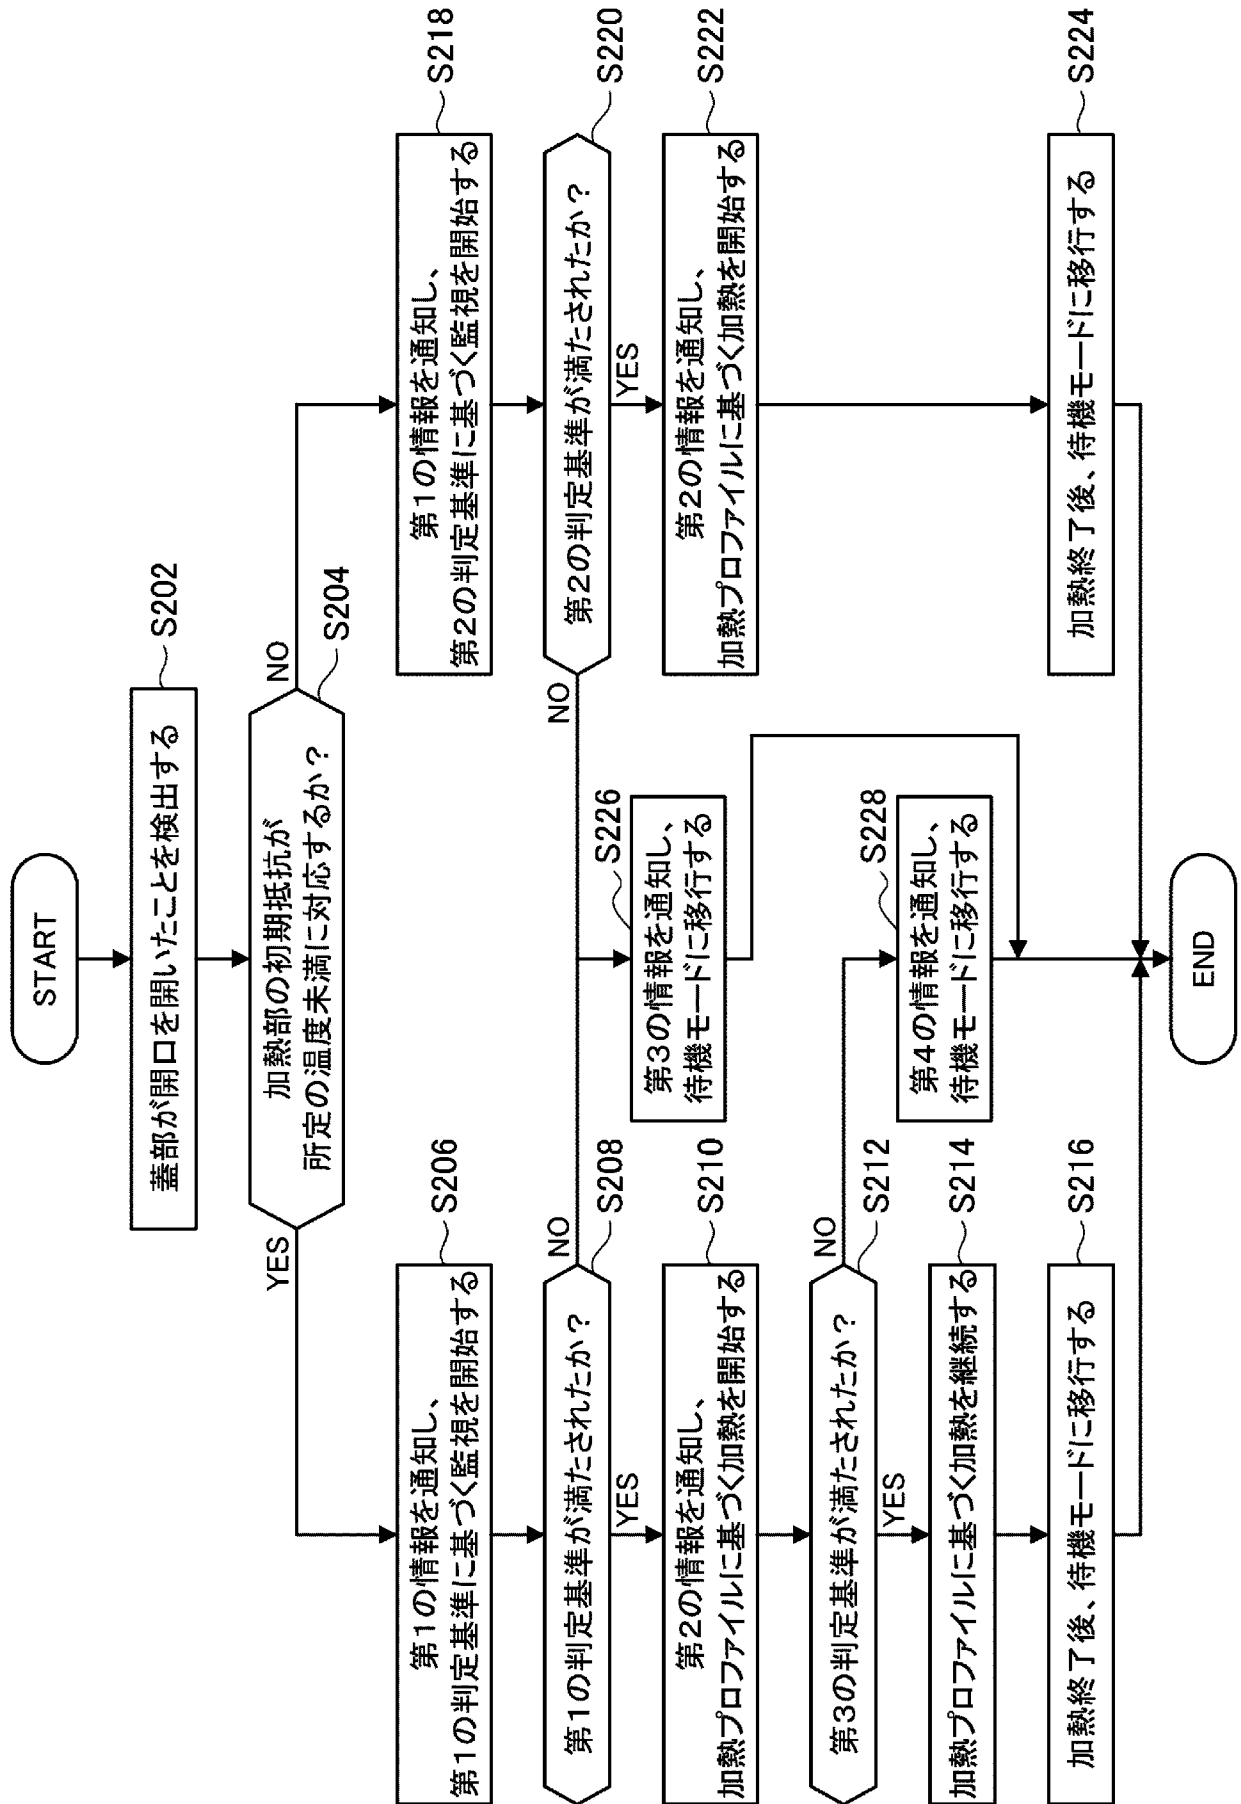 START
蓋部が開口を開いたことを検出する
S202
加熱部の初期抵抗が
所定の温度未満に対応するか?
S204
YES
NO
第1の情報を通知し、
第1の判定基準に基づく監視を開始する
S206
第1の判定基準が満たされたか?
S208
NO
YES
第2の情報を通知し、
加熱プロファイルに基づく加熱を開始する
S210
第3の判定基準が満たされたか?
S212
NO
YES
加熱プロファイルに基づく加熱を継続する
S214
加熱終了後、待機モードに移行する
S216
第1の情報を通知し、
第2の判定基準に基づく監視を開始する
S218
第2の判定基準が満たされたか?
S220
NO
YES
第2の情報を通知し、
加熱プロファイルに基づく加熱を開始する
S222
加熱終了後、待機モードに移行する
S224
S226
第3の情報を通知し、
待機モードに移行する
S228
第4の情報を通知し、
待機モードに移行する
END